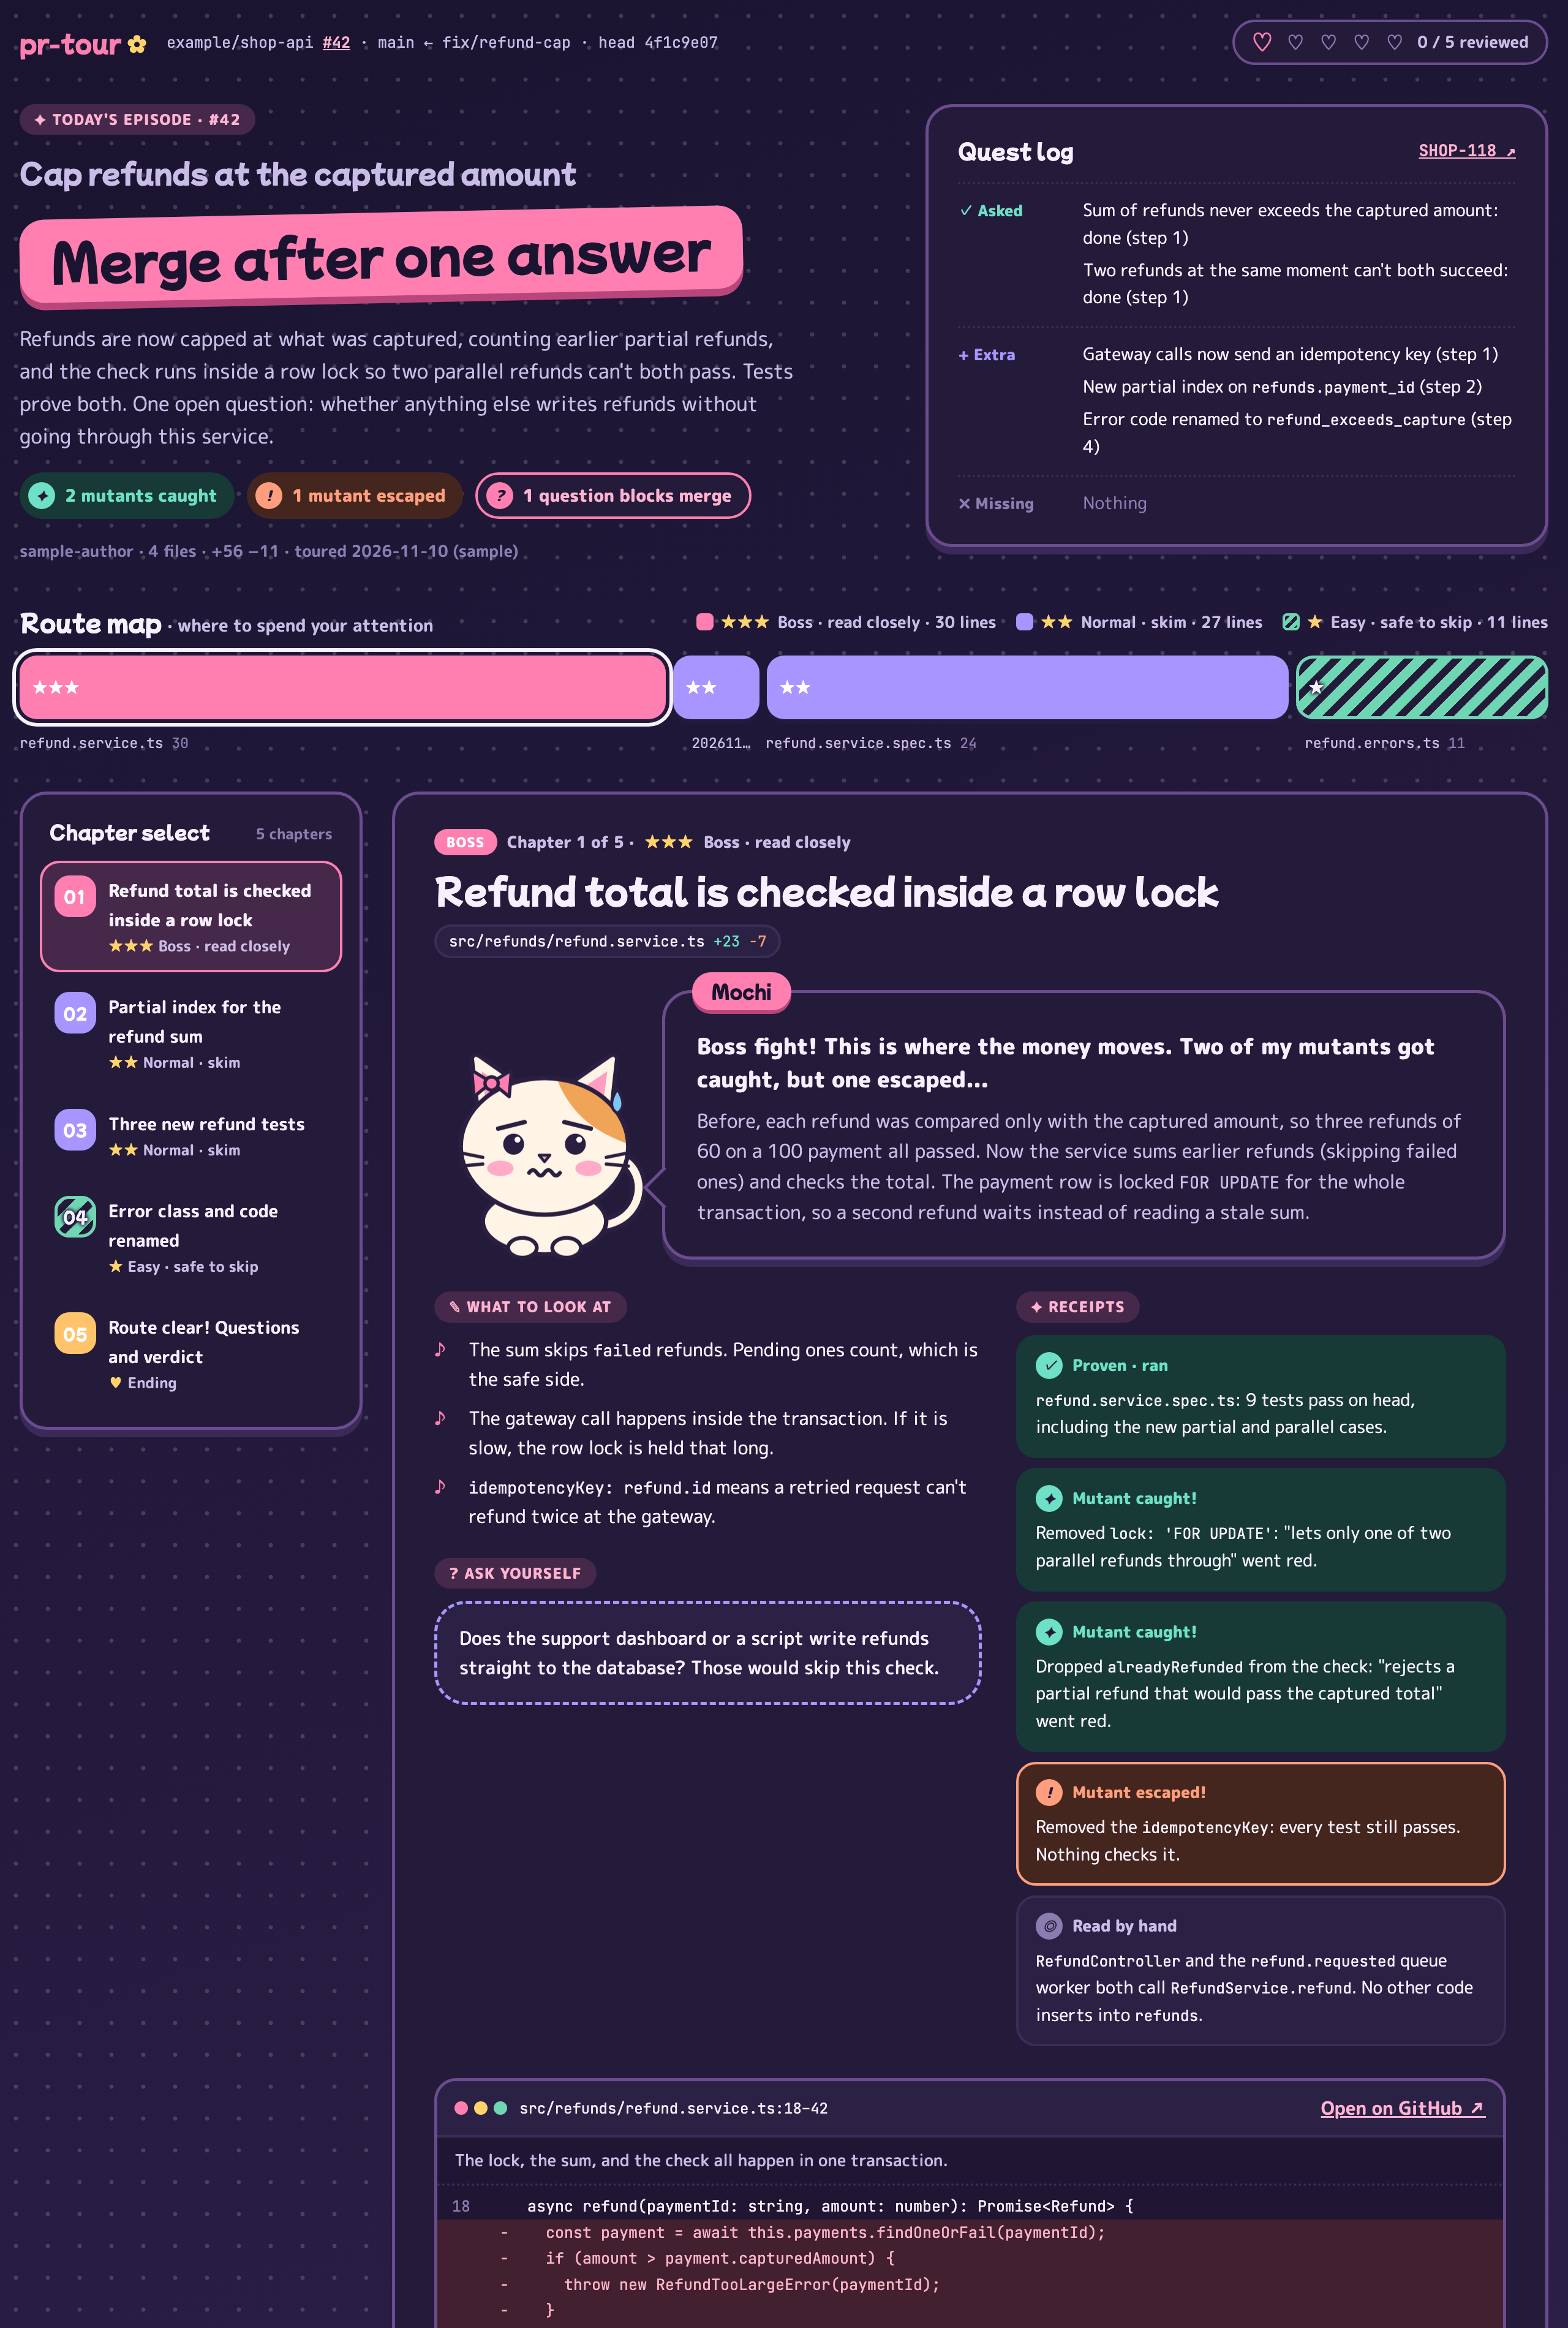 pr-tour example/shop-api #42 · main ← fix/refund-cap · head 4f1c9e07
♡ ♡ ♡ ♡ ♡ 0 / 5 reviewed
✦ TODAY'S EPISODE · #42
Cap refunds at the captured amount
Merge after one answer
Refunds are now capped at what was captured, counting earlier partial refunds,
and the check runs inside a row lock so two parallel refunds can't both pass. Tests
prove both. One open question: whether anything else writes refunds without
going through this service.
✦ 2 mutants caught
! 1 mutant escaped
? 1 question blocks merge
sample-author · 4 files · +56 −11 · toured 2026-11-10 (sample)
Quest log
SHOP-118 ↗
✓ Asked
Sum of refunds never exceeds the captured amount:
done (step 1)
Two refunds at the same moment can't both succeed:
done (step 1)
+ Extra
Gateway calls now send an idempotency key (step 1)
New partial index on refunds.payment_id (step 2)
Error code renamed to refund_exceeds_capture (step
4)
✕ Missing
Nothing
Route map · where to spend your attention
★★★ Boss · read closely · 30 lines
★★ Normal · skim · 27 lines
★ Easy · safe to skip · 11 lines
★★★
★★
★★
★
refund.service.ts 30
202611…
refund.service.spec.ts 24
refund.errors.ts 11
Chapter select
5 chapters
01
Refund total is checked
inside a row lock
★★★ Boss · read closely
02
Partial index for the
refund sum
★★ Normal · skim
03
Three new refund tests
★★ Normal · skim
04
Error class and code
renamed
★ Easy · safe to skip
05
Route clear! Questions
and verdict
♥ Ending
BOSS Chapter 1 of 5 · ★★★ Boss · read closely
Refund total is checked inside a row lock
src/refunds/refund.service.ts +23 -7
Mochi
Boss fight! This is where the money moves. Two of my mutants got
caught, but one escaped…
Before, each refund was compared only with the captured amount, so three refunds of
60 on a 100 payment all passed. Now the service sums earlier refunds (skipping failed
ones) and checks the total. The payment row is locked FOR UPDATE for the whole
transaction, so a second refund waits instead of reading a stale sum.
✎ WHAT TO LOOK AT
♪ The sum skips failed refunds. Pending ones count, which is
the safe side.
♪ The gateway call happens inside the transaction. If it is
slow, the row lock is held that long.
♪ idempotencyKey: refund.id means a retried request can't
refund twice at the gateway.
? ASK YOURSELF
Does the support dashboard or a script write refunds
straight to the database? Those would skip this check.
✦ RECEIPTS
✓ Proven · ran
refund.service.spec.ts: 9 tests pass on head,
including the new partial and parallel cases.
✦ Mutant caught!
Removed lock: 'FOR UPDATE': "lets only one of two
parallel refunds through" went red.
✦ Mutant caught!
Dropped alreadyRefunded from the check: "rejects a
partial refund that would pass the captured total"
went red.
! Mutant escaped!
Removed the idempotencyKey: every test still passes.
Nothing checks it.
Read by hand
RefundController and the refund.requested queue
worker both call RefundService.refund. No other code
inserts into refunds.
src/refunds/refund.service.ts:18–42
Open on GitHub ↗
The lock, the sum, and the check all happen in one transaction.
18 async refund(paymentId: string, amount: number): Promise<Refund> {
- const payment = await this.payments.findOneOrFail(paymentId);
- if (amount > payment.capturedAmount) {
- throw new RefundTooLargeError(paymentId);
- }